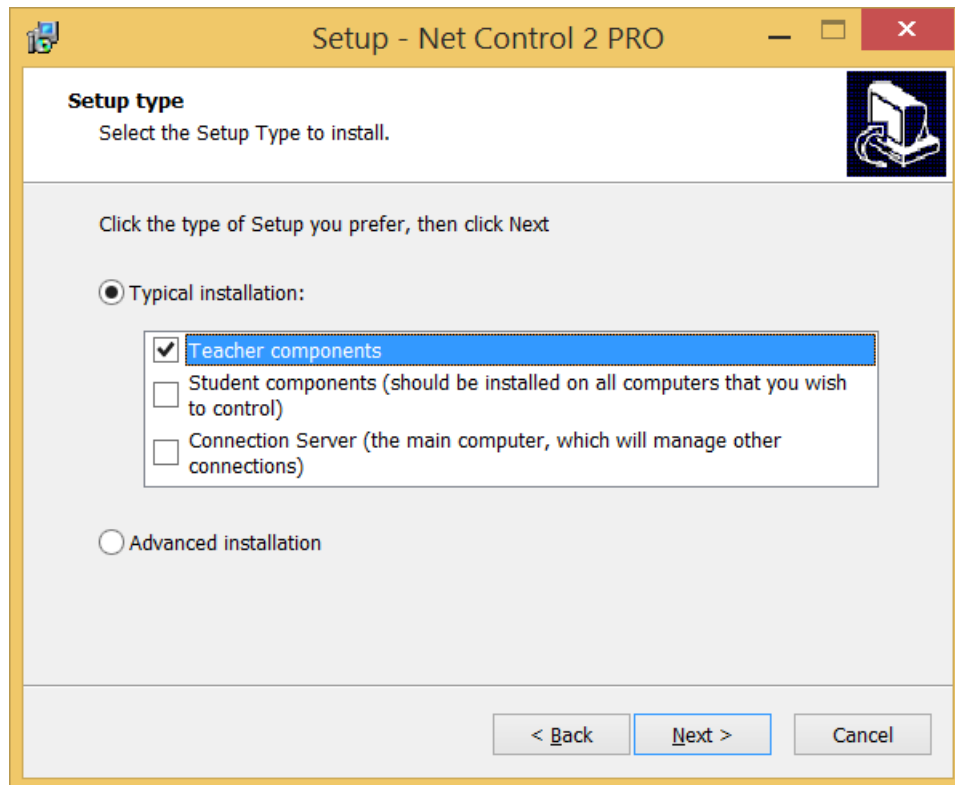 Setup - Net Control 2 PRO
Setup type
Select the Setup Type to install.
Click the type of Setup you prefer, then click Next
Typical installation:
Teacher components
Student components (should be installed on all computers that you wish
to control)
Connection Server (the main computer, which will manage other
connections)
Advanced installation
< Back
Next >
Cancel